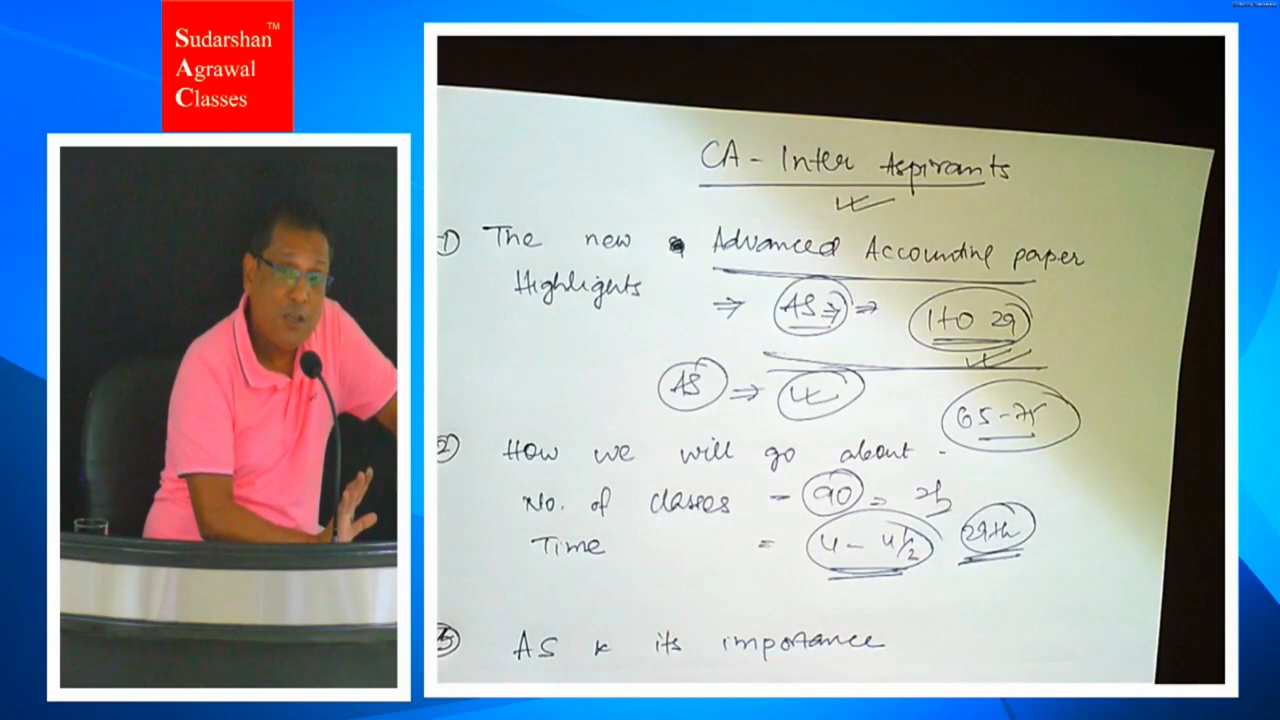 Sudarshan™
Agrawal
Classes
CA - Inter Aspirants
1) The new Advanced Accounting paper
Highlights ⇒ AS ⇒ ⇒ 1 to 29
AS ⇒
65 - 75
2) How we will go about.
No. of classes = 90 =
Time = 4 - 4 1/2 29th
3) AS & its importance